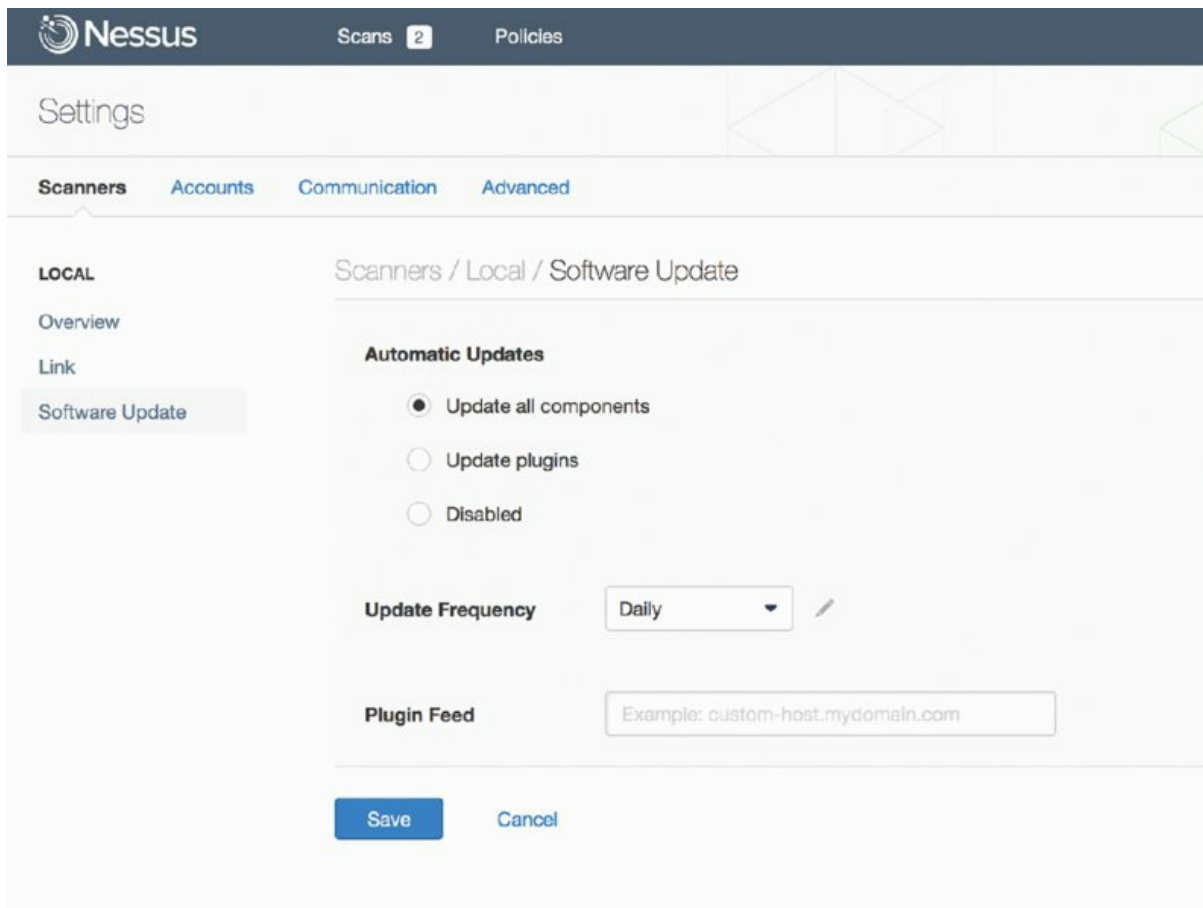 Nessus Scans 2 Policies
Settings
Scanners Accounts Communication Advanced
LOCAL
Overview
Link
Software Update
Scanners / Local / Software Update
Automatic Updates
Update all components
Update plugins
Disabled
Update Frequency Daily
Plugin Feed Example: custom-host.mydomain.com
Save Cancel